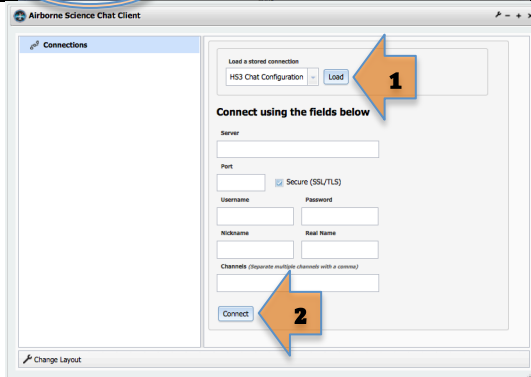 Airborne Science Chat Client
Connections
Load a stored connection
HS3 Chat Configuration Load
1
Connect using the fields below
Server
Port
Secure (SSL/TLS)
Username Password
Nickname Real Name
Channels (Separate multiple channels with a comma)
Connect
2
Change Layout